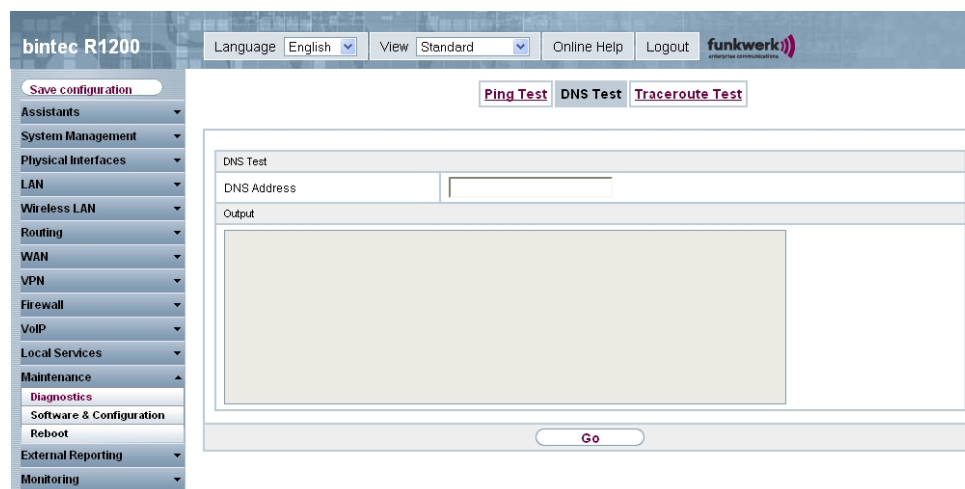 bintec R1200
Language English View Standard Online Help Logout funkwerk
enterprise communications
Save configuration
Assistants
System Management
Physical Interfaces
LAN
Wireless LAN
Routing
WAN
VPN
Firewall
VoIP
Local Services
Maintenance
Diagnostics
Software & Configuration
Reboot
External Reporting
Monitoring
Ping Test DNS Test Traceroute Test
DNS Test
DNS Address
Output
Go